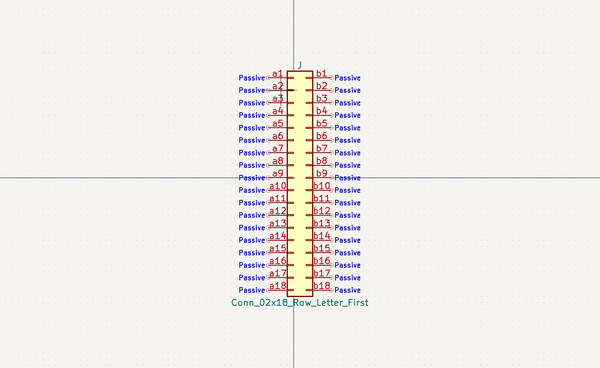 J
Passive a1 b1 Passive
Passive a2 b2 Passive
Passive a3 b3 Passive
Passive a4 b4 Passive
Passive a5 b5 Passive
Passive a6 b6 Passive
Passive a7 b7 Passive
Passive a8 b8 Passive
Passive a9 b9 Passive
Passive a10 b10 Passive
Passive a11 b11 Passive
Passive a12 b12 Passive
Passive a13 b13 Passive
Passive a14 b14 Passive
Passive a15 b15 Passive
Passive a16 b16 Passive
Passive a17 b17 Passive
Passive a18 b18 Passive
Conn_02x18_Row_Letter_First